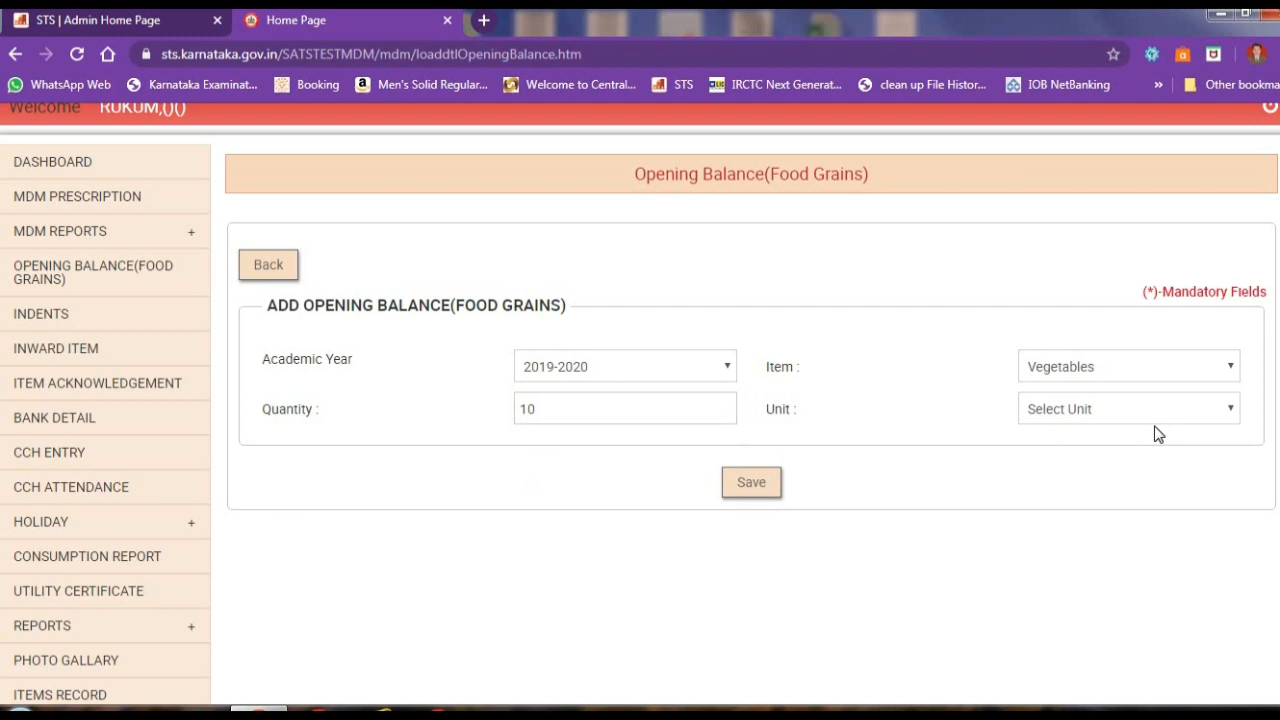 STS | Admin Home Page
Home Page
sts.karnataka.gov.in/SATSTESTMDM/mdm/loaddtlOpeningBalance.htm
WhatsApp Web Karnataka Examinat... Booking Men's Solid Regular... Welcome to Central... STS IRCTC Next Generat... clean up File Histor... IOB NetBanking » Other bookma
Welcome RUKUM,()()
DASHBOARD
MDM PRESCRIPTION
MDM REPORTS +
OPENING BALANCE(FOOD
GRAINS)
INDENTS
INWARD ITEM
ITEM ACKNOWLEDGEMENT
BANK DETAIL
CCH ENTRY
CCH ATTENDANCE
HOLIDAY +
CONSUMPTION REPORT
UTILITY CERTIFICATE
REPORTS +
PHOTO GALLARY
ITEMS RECORD
Opening Balance(Food Grains)
Back
(*)-Mandatory Fields
ADD OPENING BALANCE(FOOD GRAINS)
Academic Year 2019-2020 Item : Vegetables
Quantity : 10 Unit : Select Unit
Save